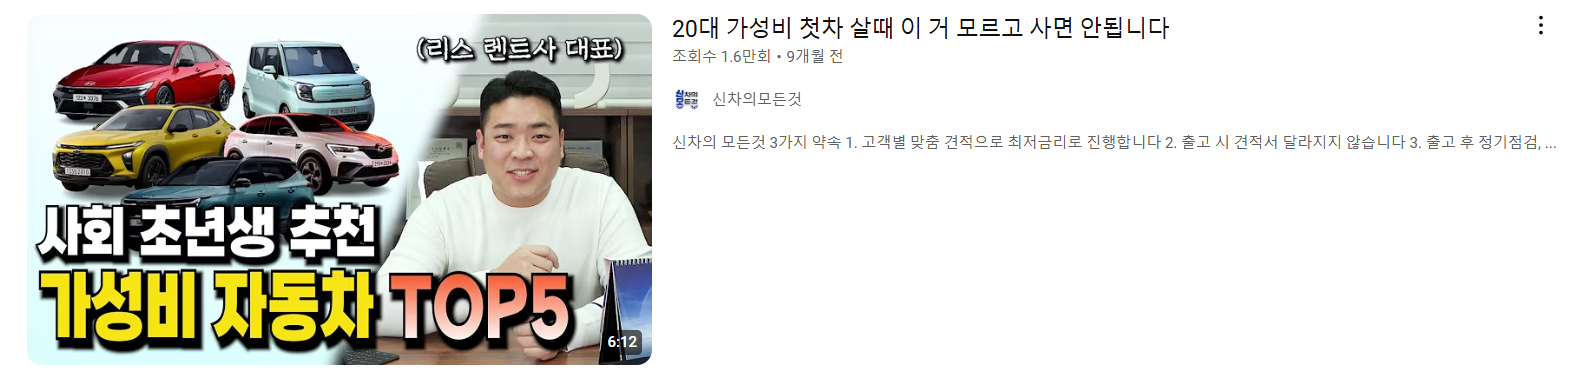 (리스 렌트사 대표)
사회 초년생 추천
가성비 자동차 TOP5
6:12
20대 가성비 첫차 살때 이 거 모르고 사면 안됩니다
조회수 1.6만회 • 9개월 전
신차의모든것
신차의 모든것 3가지 약속 1. 고객별 맞춤 견적으로 최저금리로 진행합니다 2. 출고 시 견적서 달라지지 않습니다 3. 출고 후 정기점검, ...